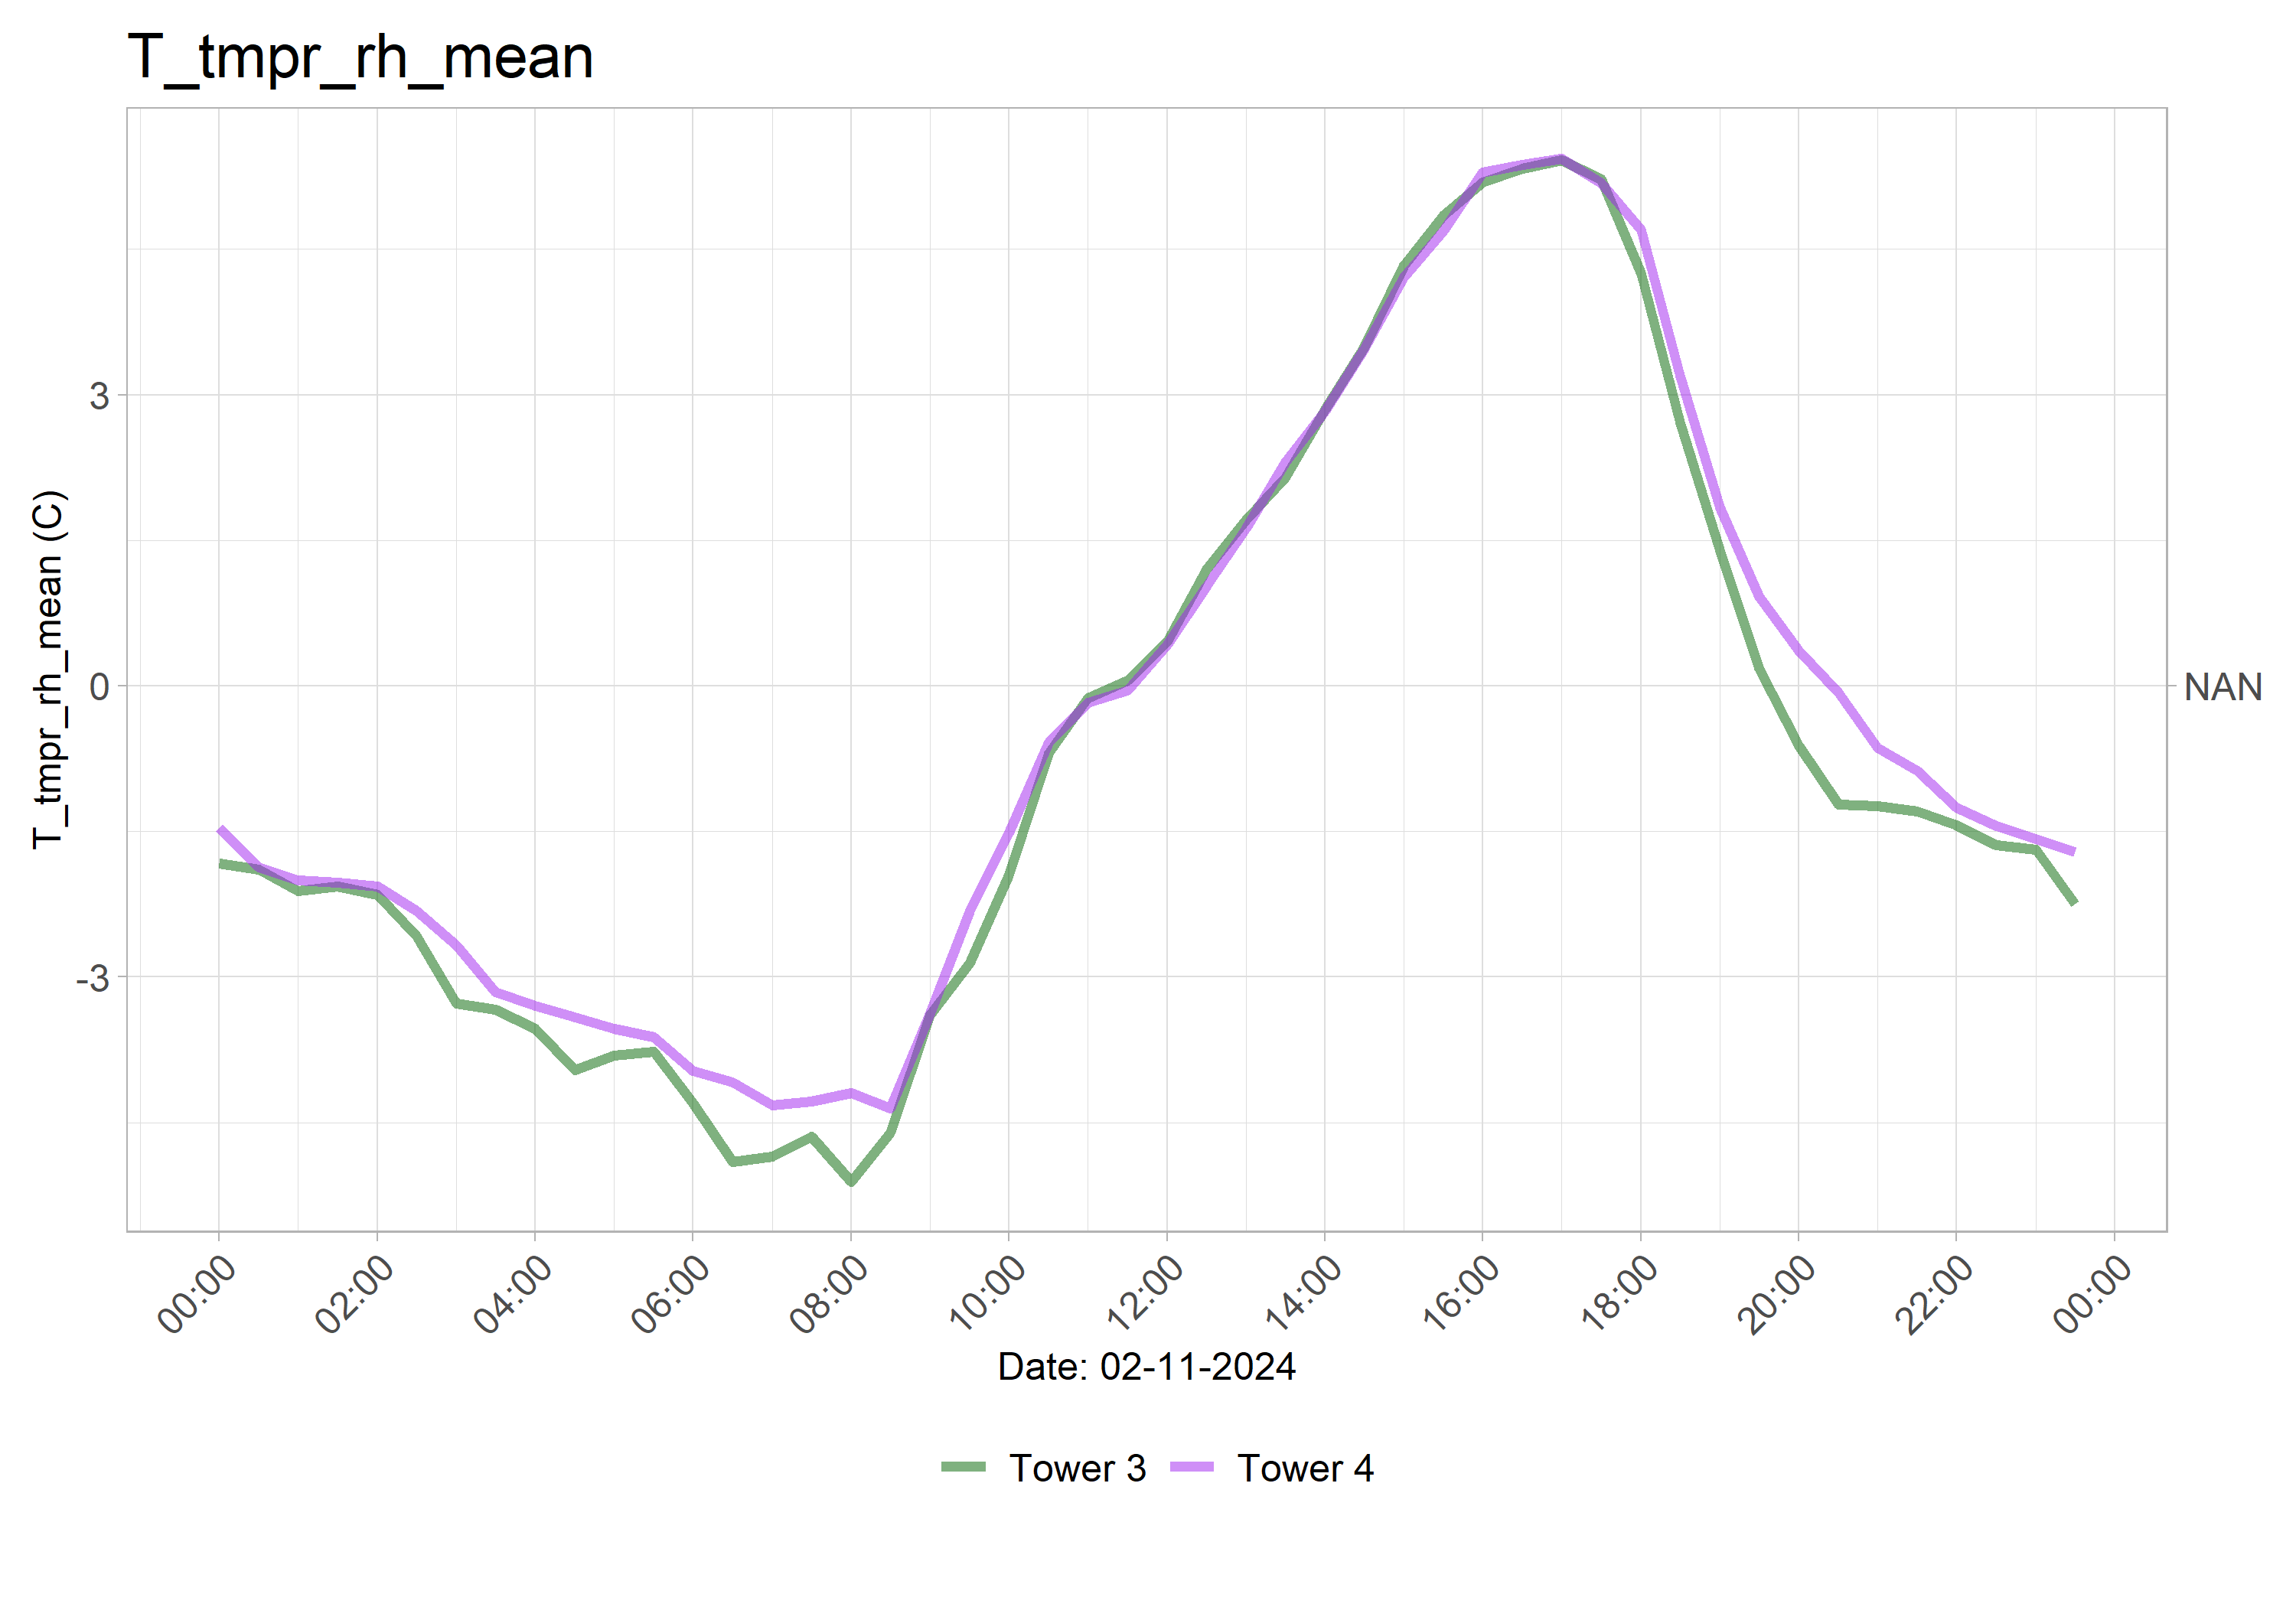 T_tmpr_rh_mean
T_tmpr_rh_mean (C)
3
0
-3
NAN
00:00 02:00 04:00 06:00 08:00 10:00 12:00 14:00 16:00 18:00 20:00 22:00 00:00
Date: 02-11-2024
Tower 3 Tower 4